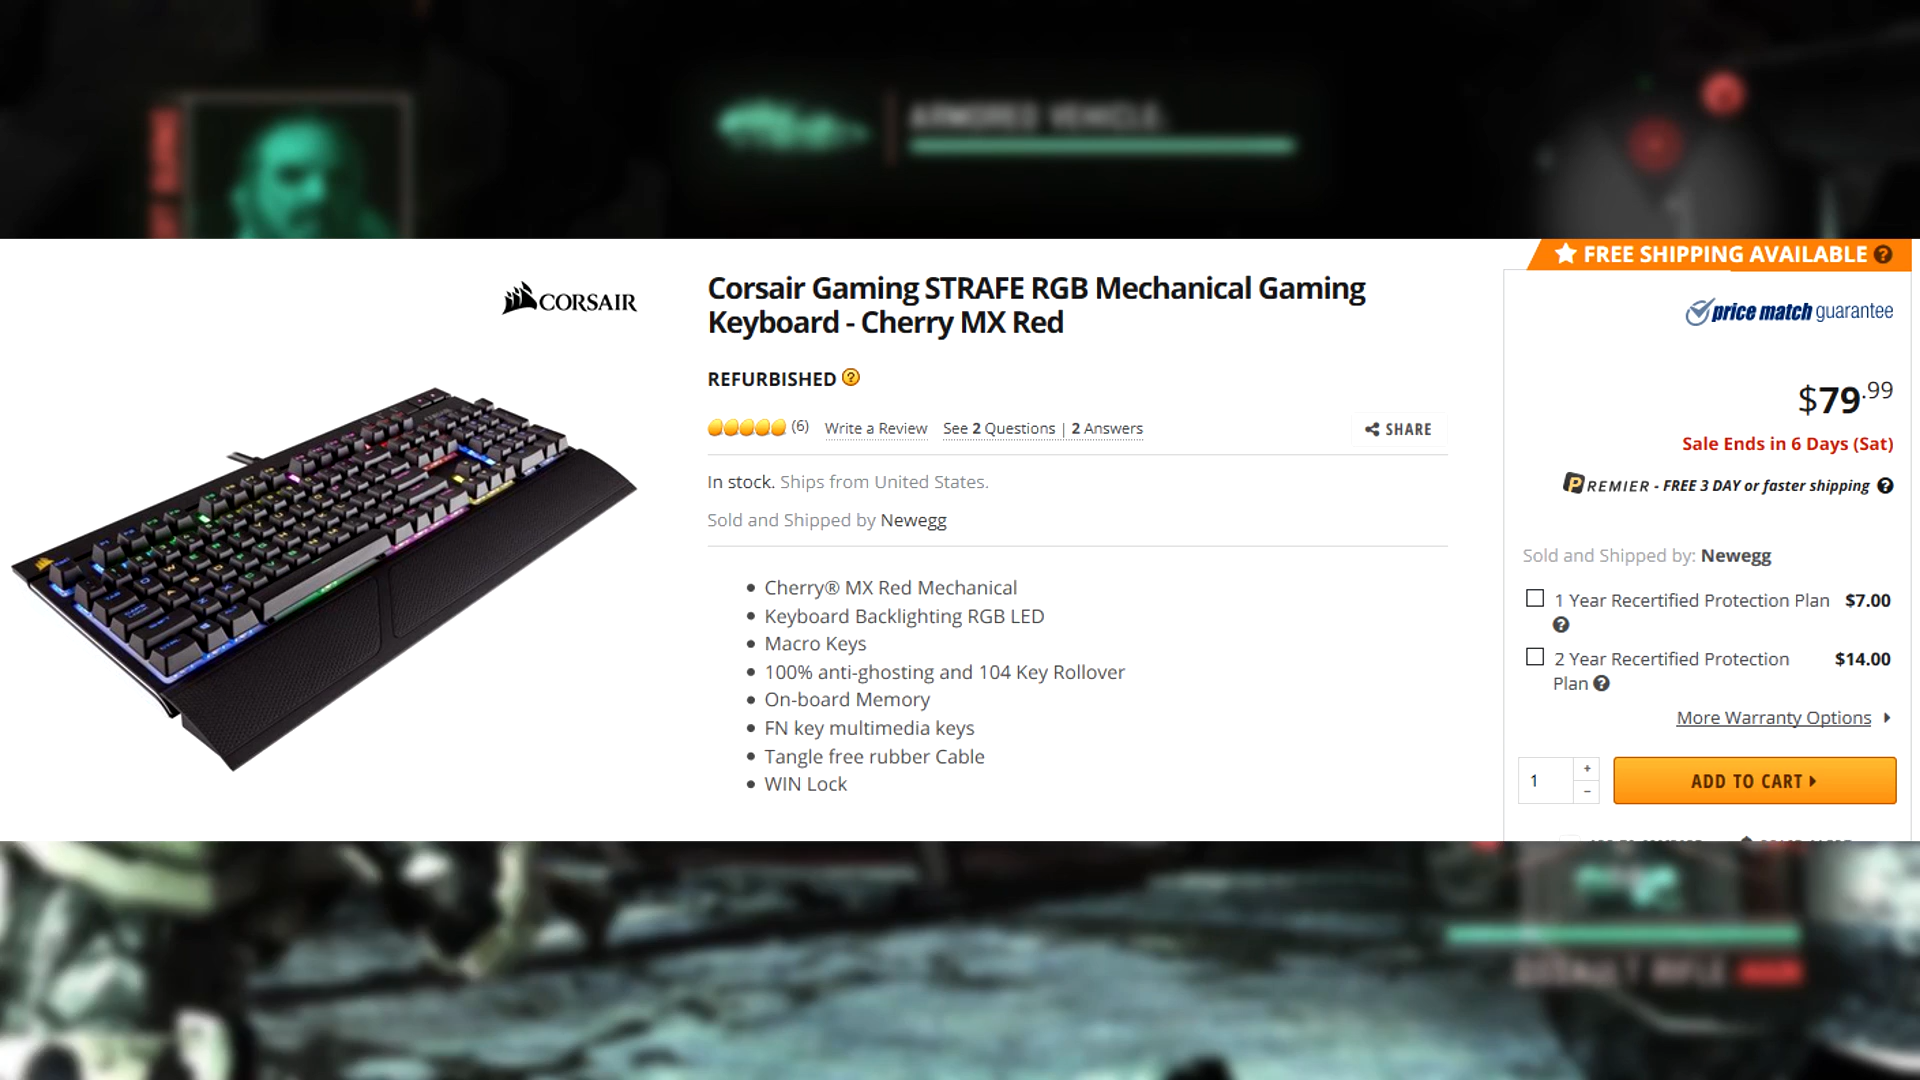 ARMORED VEHICLE:
CORSAIR
Corsair Gaming STRAFE RGB Mechanical Gaming
Keyboard - Cherry MX Red
REFURBISHED ?
(6) Write a Review See 2 Questions | 2 Answers
SHARE
In stock. Ships from United States.
Sold and Shipped by Newegg
• Cherry® MX Red Mechanical
• Keyboard Backlighting RGB LED
• Macro Keys
• 100% anti-ghosting and 104 Key Rollover
• On-board Memory
• FN key multimedia keys
• Tangle free rubber Cable
• WIN Lock
FREE SHIPPING AVAILABLE ?
price match guarantee
$79.99
Sale Ends in 6 Days (Sat)
PREMIER - FREE 3 DAY or faster shipping ?
Sold and Shipped by: Newegg
1 Year Recertified Protection Plan $7.00
?
2 Year Recertified Protection $14.00
Plan ?
More Warranty Options
1 + -
ADD TO CART
ASSAULT RIFLE